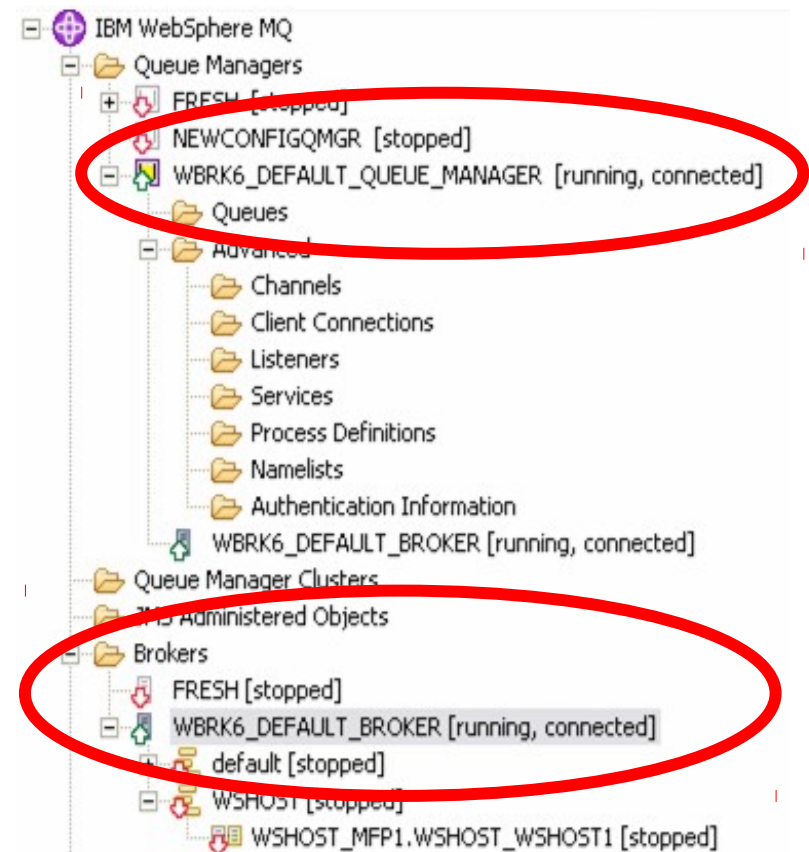 IBM WebSphere MQ
Queue Managers
FRESH [stopped]
NEWCONFIGQMGR [stopped]
WBRK6_DEFAULT_QUEUE_MANAGER [running, connected]
Queues
Advanced
Channels
Client Connections
Listeners
Services
Process Definitions
Namelists
Authentication Information
WBRK6_DEFAULT_BROKER [running, connected]
Queue Manager Clusters
JMS Administered Objects
Brokers
FRESH [stopped]
WBRK6_DEFAULT_BROKER [running, connected]
default [stopped]
WSHOST [stopped]
WSHOST_MFP1.WSHOST_WSHOST1 [stopped]